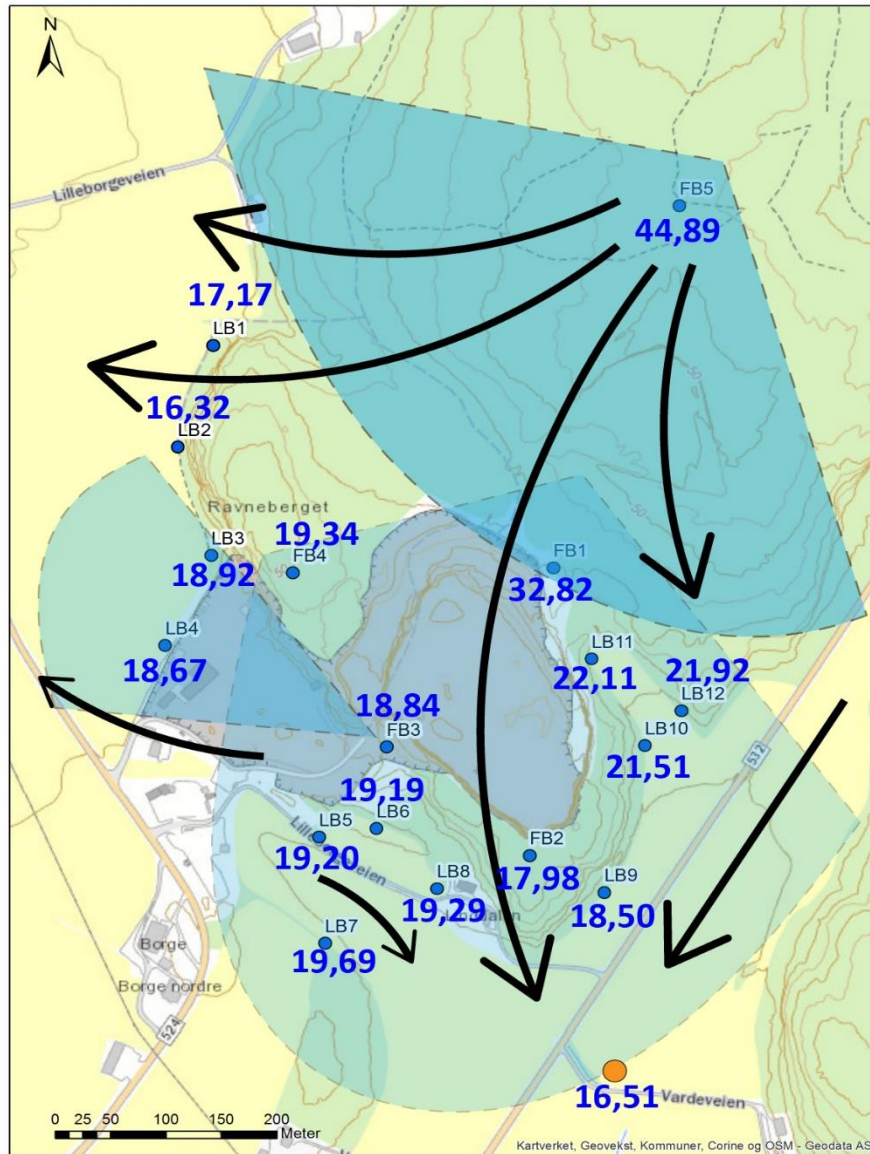 N
Lilleborgeveien
FB5
44,89
17,17
LB1
16,32
LB2
Ravneberget
LB3
19,34
18,92
FB4
FB1
32,82
LB4
18,67
LB11
22,11
21,92
LB12
18,84
FB3
LB10
21,51
532
19,19
LB6
LB5
19,20
LB8
19,29
FB2
17,98
LB9
18,50
LB7
19,69
Borge
Borge nordre
524
16,51
Vardeveien
0 25 50 100 150 200
Meter
Kartverket, Geovekst, Kommuner, Corine og OSM - Geodata AS